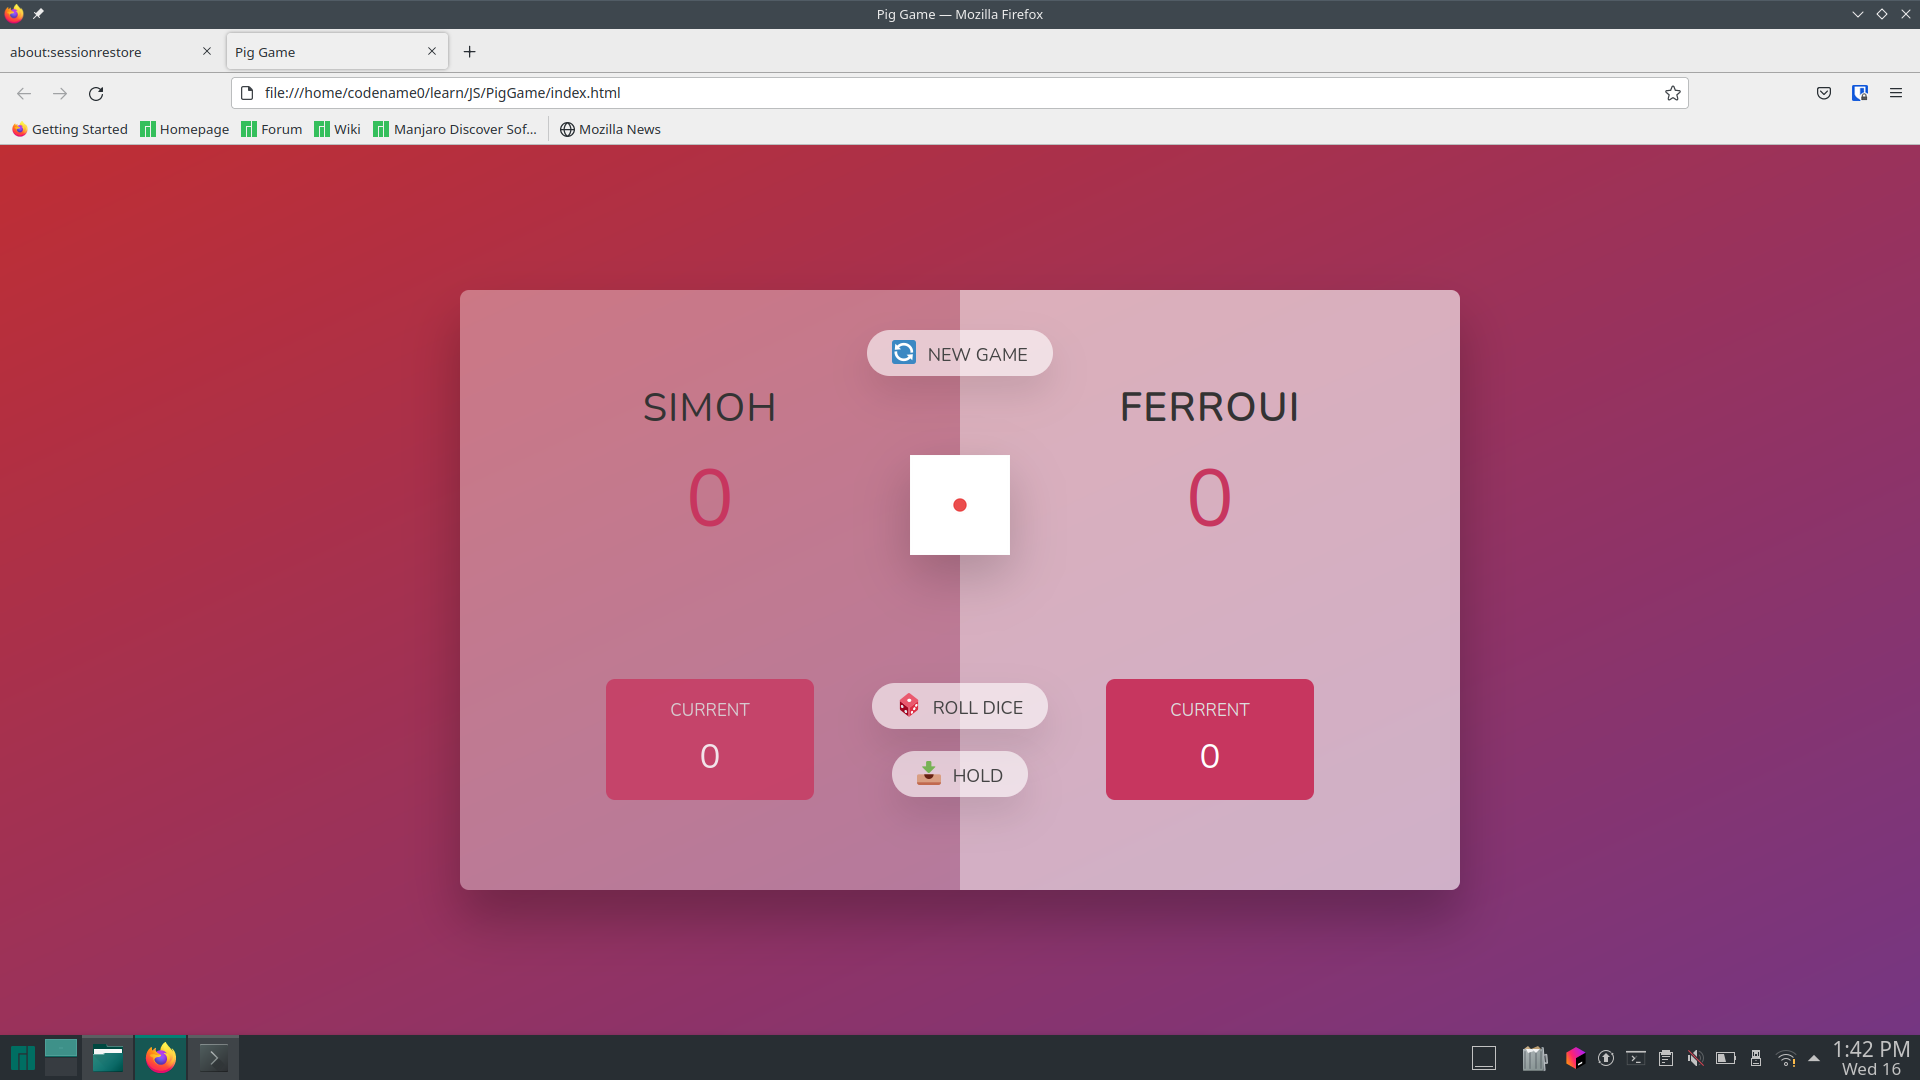 Pig Game — Mozilla Firefox
about:sessionrestore
Pig Game
file:///home/codename0/learn/JS/PigGame/index.html
Getting Started Homepage Forum Wiki Manjaro Discover Sof... Mozilla News
NEW GAME
SIMOH
FERROUI
0
0
CURRENT
0
ROLL DICE
HOLD
CURRENT
0
1:42 PM
Wed 16